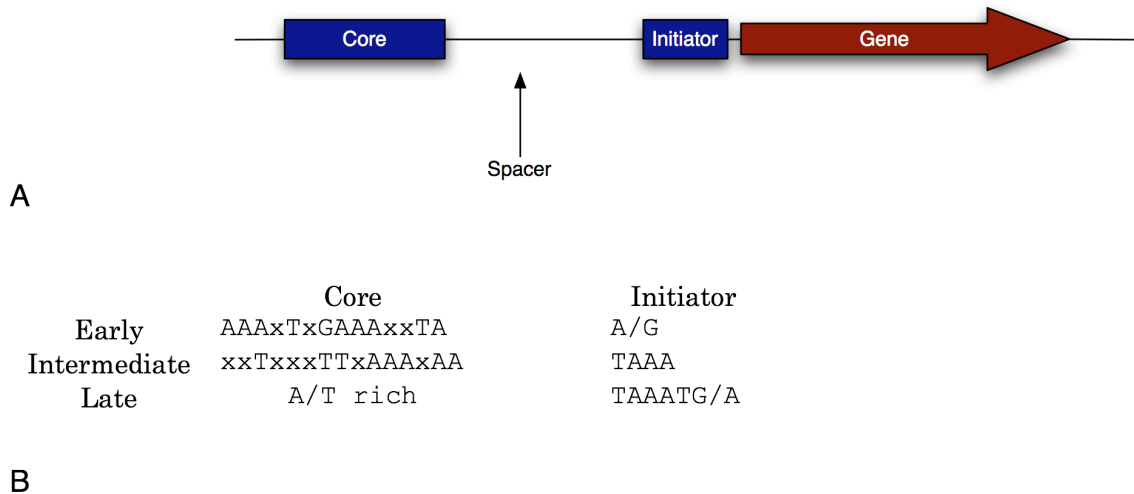 Core Initiator Gene
Spacer
A
Core Initiator
Early AAAxTxGAAAxxTA A/G
Intermediate xxTxxxTTxAAAxAA TAAA
Late A/T rich TAAATG/A
B